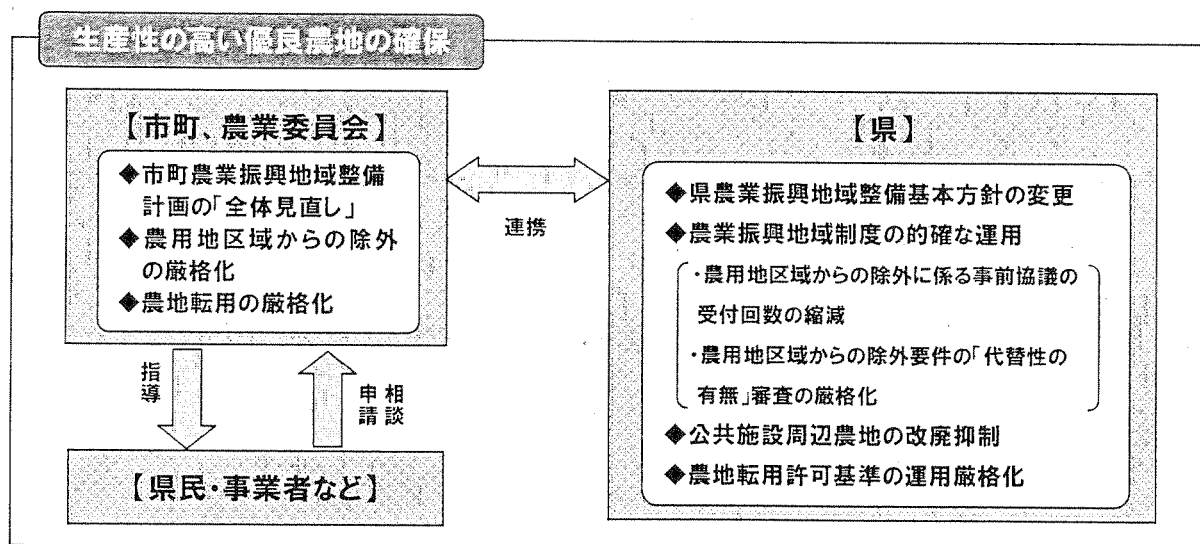 生産性の高い優良農地の確保
【市町、農業委員会】
◆市町農業振興地域整備
計画の「全体見直し」
◆農用地区域からの除外
の厳格化
◆農地転用の厳格化
連携
【県】
◆県農業振興地域整備基本方針の変更
◆農業振興地域制度の的確な運用
・農用地区域からの除外に係る事前協議の
受付回数の縮減
・農用地区域からの除外要件の「代替性の
有無」審査の厳格化
◆公共施設周辺農地の改廃抑制
◆農地転用許可基準の運用厳格化
指導
相談
申請
【県民・事業者など】